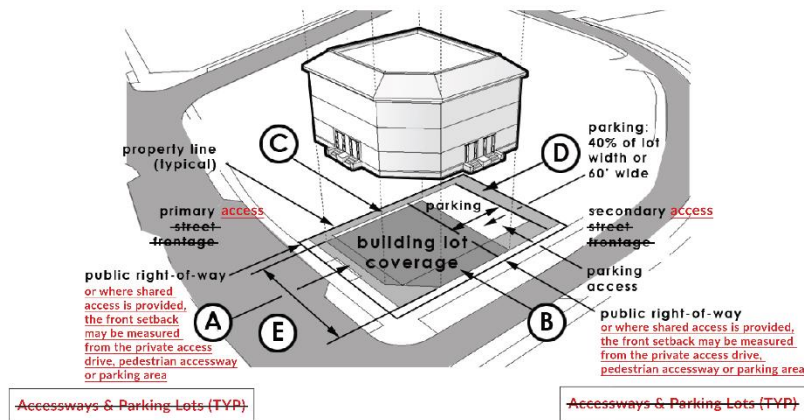 property line
(typical)
C
parking:
40% of lot
width or
60' wide
D
primary access
street
frontage
parking
secondary access
street
frontage
building lot
coverage
public right-of-way
or where shared
access is provided,
the front setback
may be measured
from the private access
drive, pedestrian accessway
or parking area
parking
access
A
E
B
public right-of-way
or where shared access is provided,
the front setback may be measured
from the private access drive,
pedestrian accessway or parking area
Accessways & Parking Lots (TYP)
Accessways & Parking Lots (TYP)